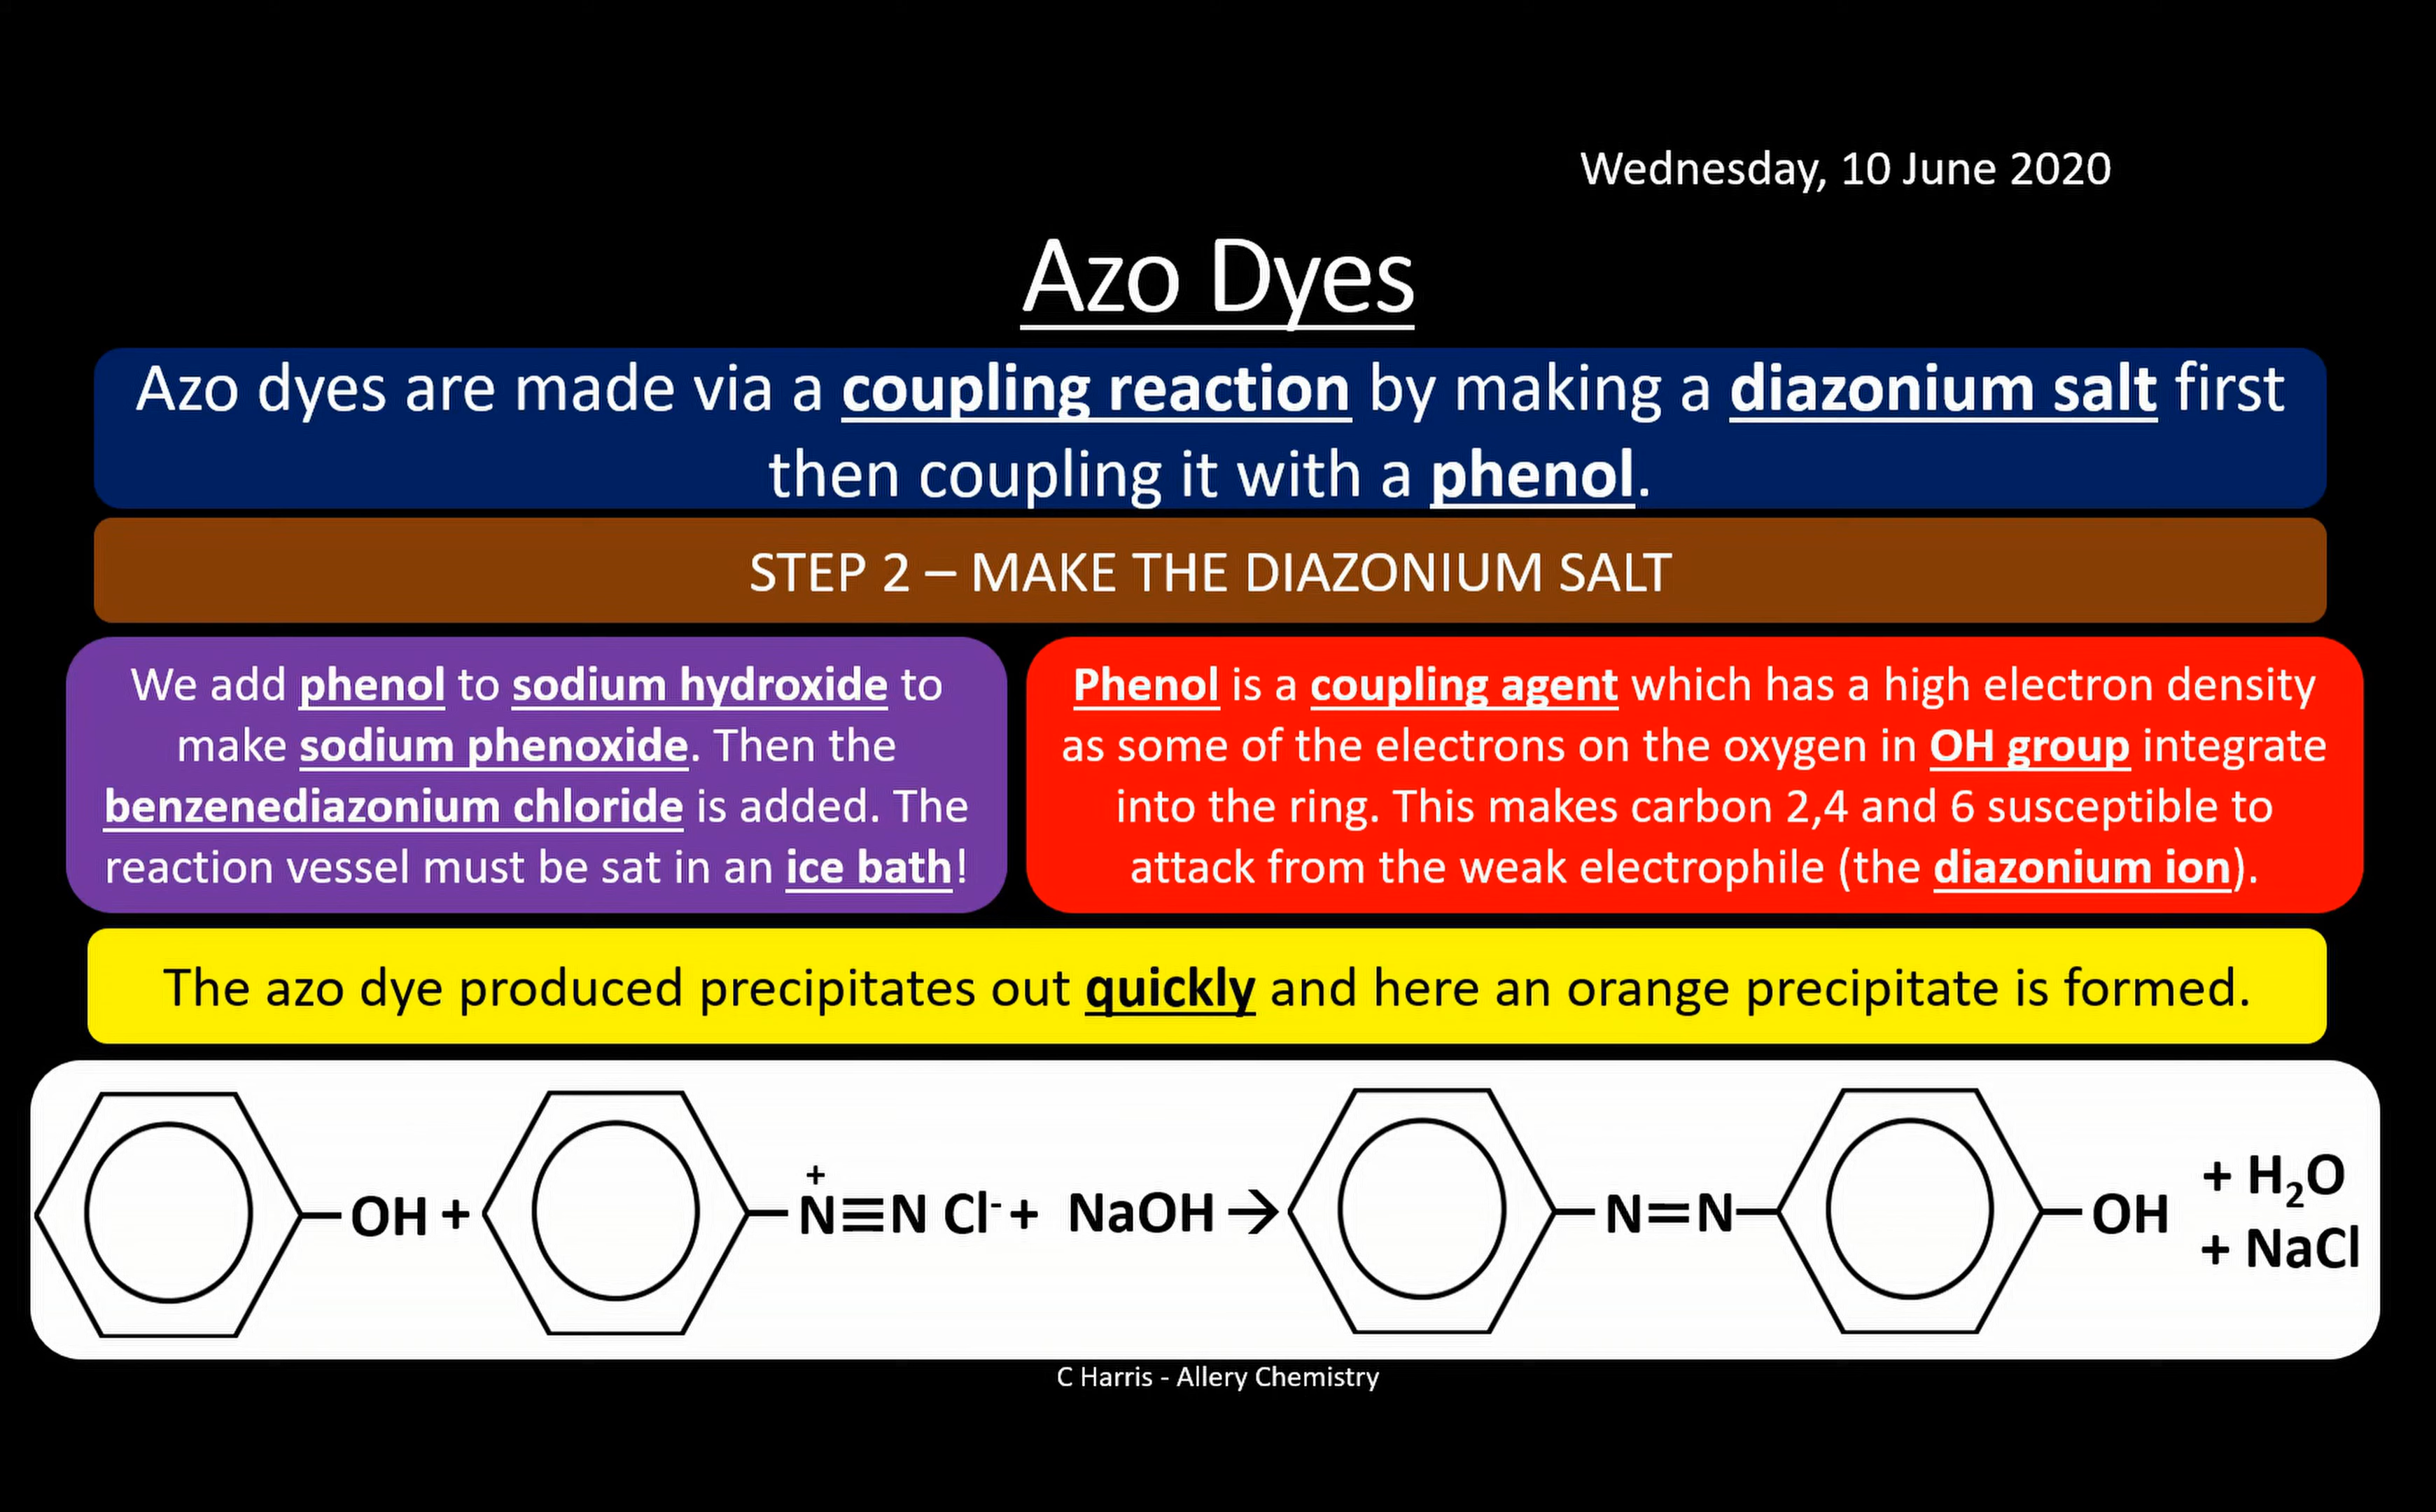 Wednesday, 10 June 2020
Azo Dyes
Azo dyes are made via a coupling reaction by making a diazonium salt first
then coupling it with a phenol.
STEP 2 – MAKE THE DIAZONIUM SALT
We add phenol to sodium hydroxide to
make sodium phenoxide. Then the
benzenediazonium chloride is added. The
reaction vessel must be sat in an ice bath!
Phenol is a coupling agent which has a high electron density
as some of the electrons on the oxygen in OH group integrate
into the ring. This makes carbon 2,4 and 6 susceptible to
attack from the weak electrophile (the diazonium ion).
The azo dye produced precipitates out quickly and here an orange precipitate is formed.
OH + N⁺≡N Cl⁻ + NaOH → N=N OH + H₂O
+ NaCl
C Harris - Allery Chemistry